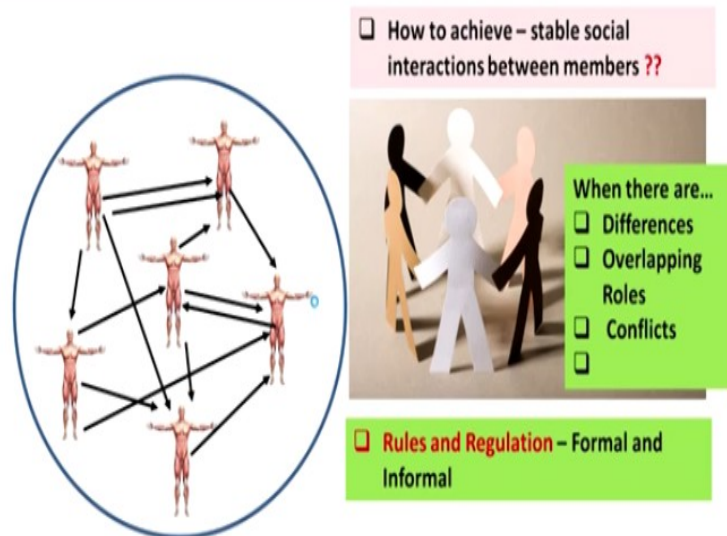 ❑ How to achieve – stable social
interactions between members ??
When there are...
❑ Differences
❑ Overlapping
Roles
❑ Conflicts
❑
❑ Rules and Regulation – Formal and
Informal